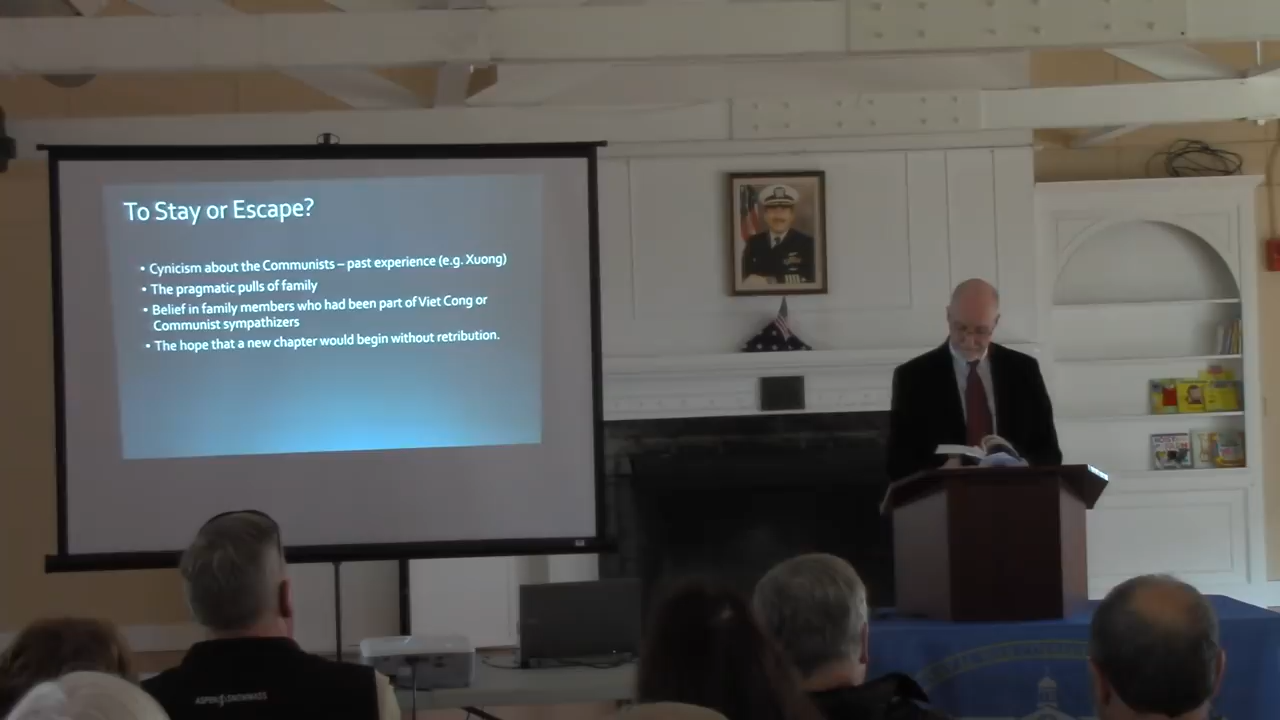 To Stay or Escape?
• Cynicism about the Communists – past experience (e.g. Xuong)
• The pragmatic pulls of family
• Belief in family members who had been part of Viet Cong or
Communist sympathizers
• The hope that a new chapter would begin without retribution.
ASPEN SNOWMASS